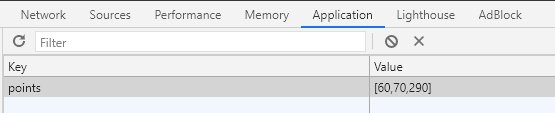 Network Sources Performance Memory Application Lighthouse AdBlock
Filter
Key Value
points [60,70,290]